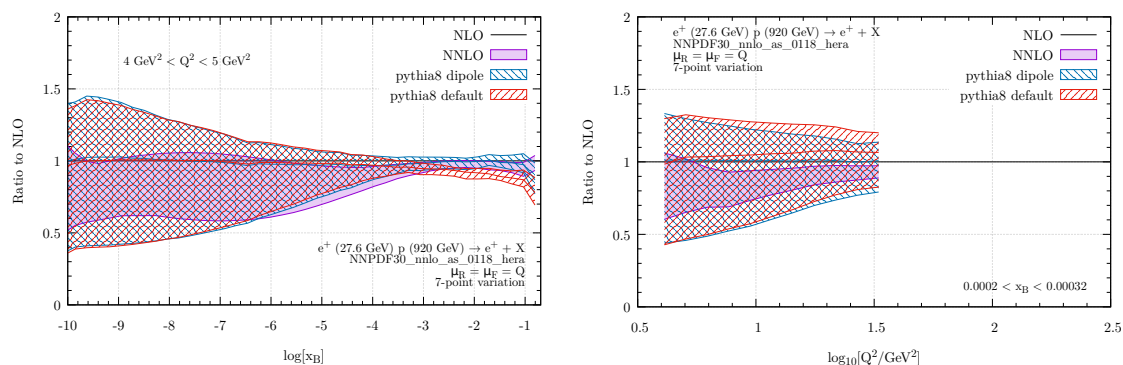 2
1.5
1
0.5
0
-10 -9 -8 -7 -6 -5 -4 -3 -2 -1
Ratio to NLO
log[x_B]
4 GeV² < Q² < 5 GeV²
NLO
NNLO
pythia8 dipole
pythia8 default
e⁺ (27.6 GeV) p (920 GeV) → e⁺ + X
NNPDF30_nnlo_as_0118_hera
μ_R = μ_F = Q
7-point variation
2
1.5
1
0.5
0
0.5 1 1.5 2 2.5
Ratio to NLO
log₁₀[Q²/GeV²]
e⁺ (27.6 GeV) p (920 GeV) → e⁺ + X
NNPDF30_nnlo_as_0118_hera
μ_R = μ_F = Q
7-point variation
NLO
NNLO
pythia8 dipole
pythia8 default
0.0002 < x_B < 0.00032